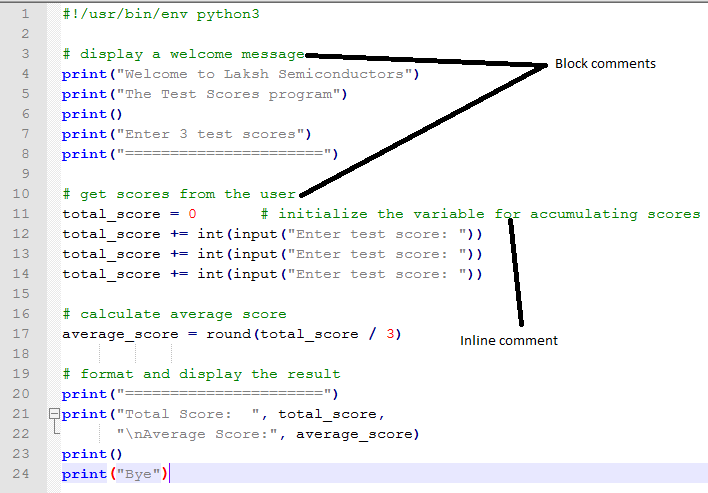 1 #!/usr/bin/env python3
2
3 # display a welcome message
4 print("Welcome to Laksh Semiconductors")
Block comments
5 print("The Test Scores program")
6 print()
7 print("Enter 3 test scores")
8 print("======================")
9
10 # get scores from the user
11 total_score = 0 # initialize the variable for accumulating scores
12 total_score += int(input("Enter test score: "))
13 total_score += int(input("Enter test score: "))
14 total_score += int(input("Enter test score: "))
15
16 # calculate average score
17 average_score = round(total_score / 3)
Inline comment
18
19 # format and display the result
20 print("======================")
21 print("Total Score:  ", total_score,
22 "\nAverage Score:", average_score)
23 print()
24 print("Bye")